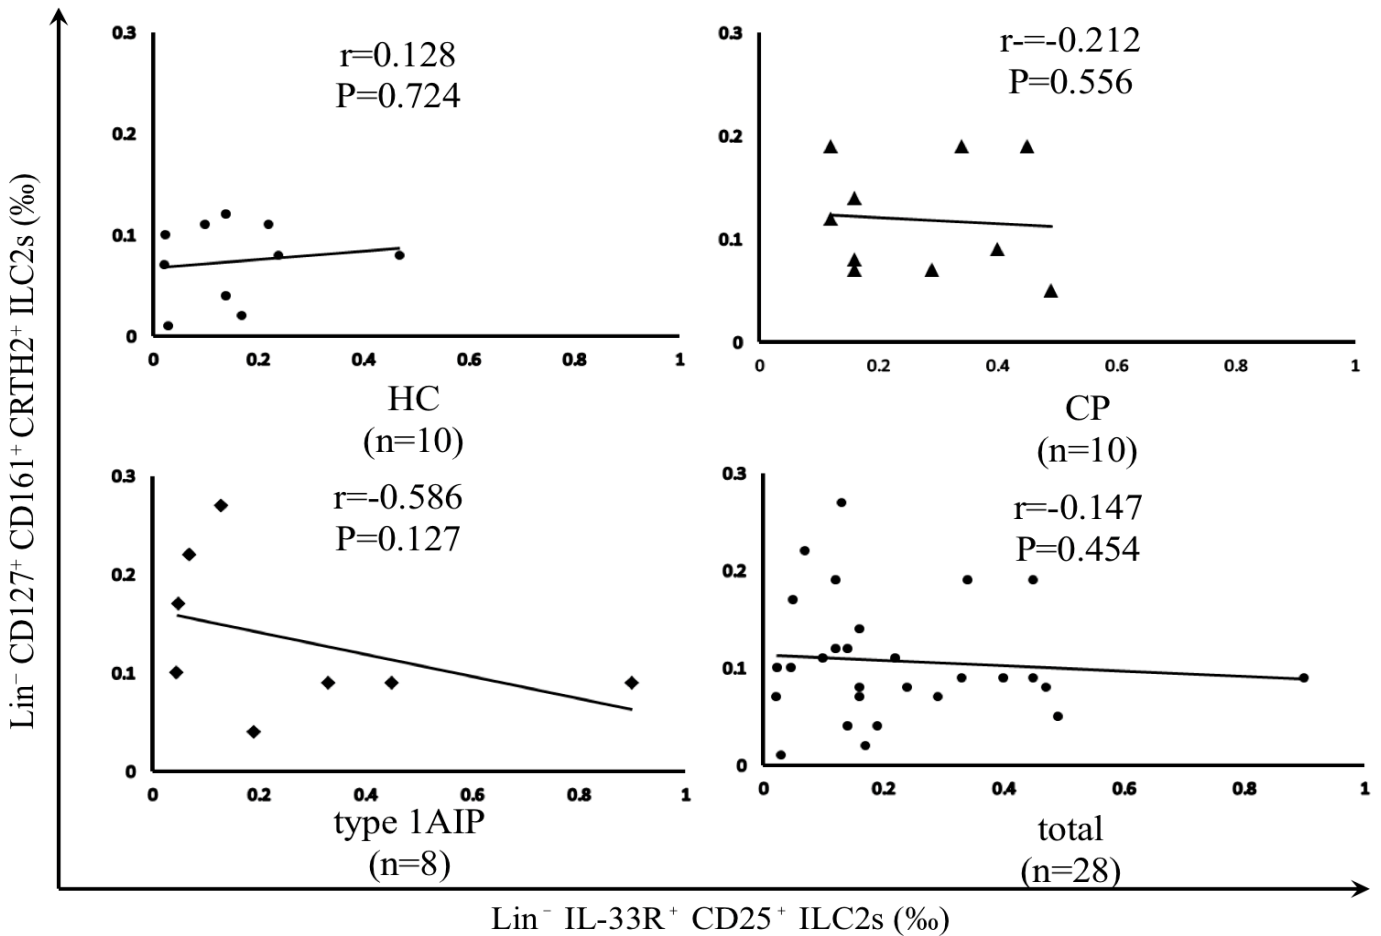 Lin⁻ CD127⁺ CD161⁺ CRTH2⁺ ILC2s (‰)
0.3
0.2
0.1
0
r=0.128
P=0.724
0 0.2 0.4 0.6 0.8 1
HC
(n=10)
0.3
0.2
0.1
0
r-=-0.212
P=0.556
0 0.2 0.4 0.6 0.8 1
CP
(n=10)
0.3
0.2
0.1
0
r=-0.586
P=0.127
0 0.2 0.4 0.6 0.8 1
type 1AIP
(n=8)
0.3
0.2
0.1
0
r=-0.147
P=0.454
0 0.2 0.4 0.6 0.8 1
total
(n=28)
Lin⁻ IL-33R⁺ CD25⁺ ILC2s (‰)